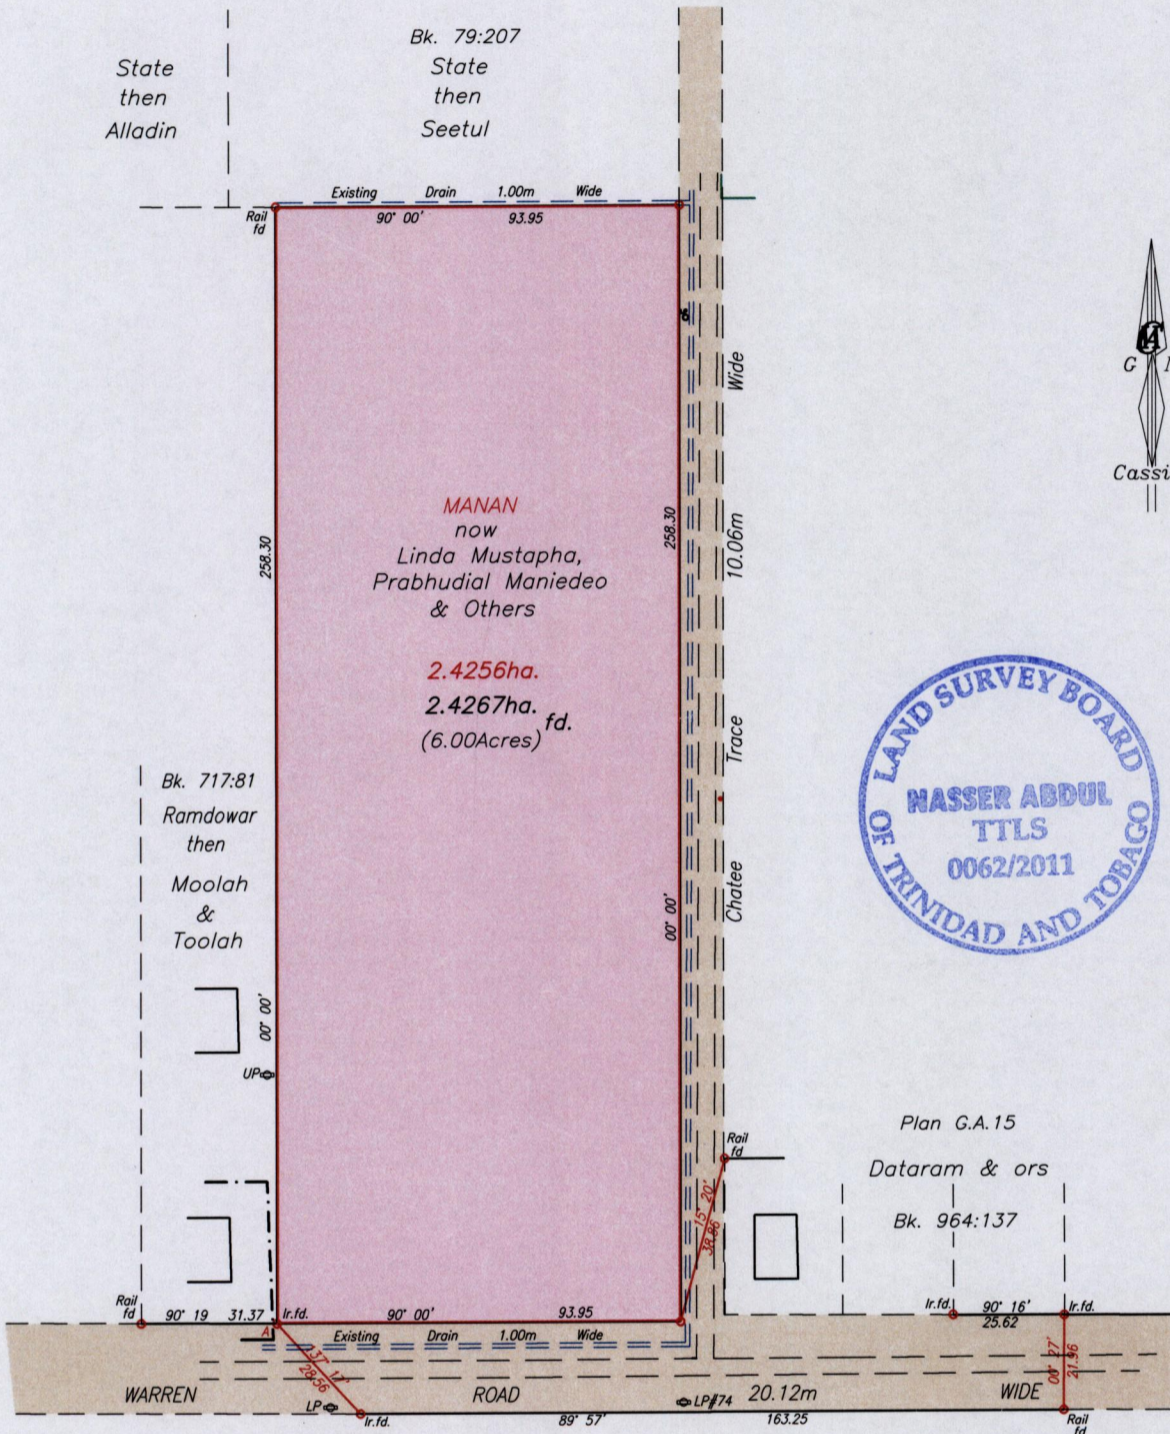 Bk. 79:207
State
then
Alladin
State
then
Seetul
Existing Drain 1.00m Wide
Rail
fd
90° 00' 93.95
Wide
G
Cassi
MANAN
now
Linda Mustapha,
Prabhudial Maniedeo
& Others
258.30
258.30
10.06m
2.4256ha.
2.4267ha.
fd.
(6.00Acres)
Trace
LAND SURVEY BOARD
OF TRINIDAD AND TOBAGO
NASSER ABDUL
TTLS
0062/2011
Bk. 717:81
Ramdowar
then
Moolah
&
Toolah
Chatee
00° 00'
00° 00'
UP
Plan G.A.15
Dataram & ors
Bk. 964:137
Rail
fd
15° 20'
38.86
Rail
fd
90° 19 31.37
Ir.fd.
90° 00' 93.95
A
Existing Drain 1.00m Wide
Ir.fd.
90° 16'
25.62
Ir.fd.
137° 17'
28.56
00° 27'
21.96
WARREN ROAD 20.12m WIDE
LP
Ir.fd.
LP#74
89° 57' 163.25
Rail
fd